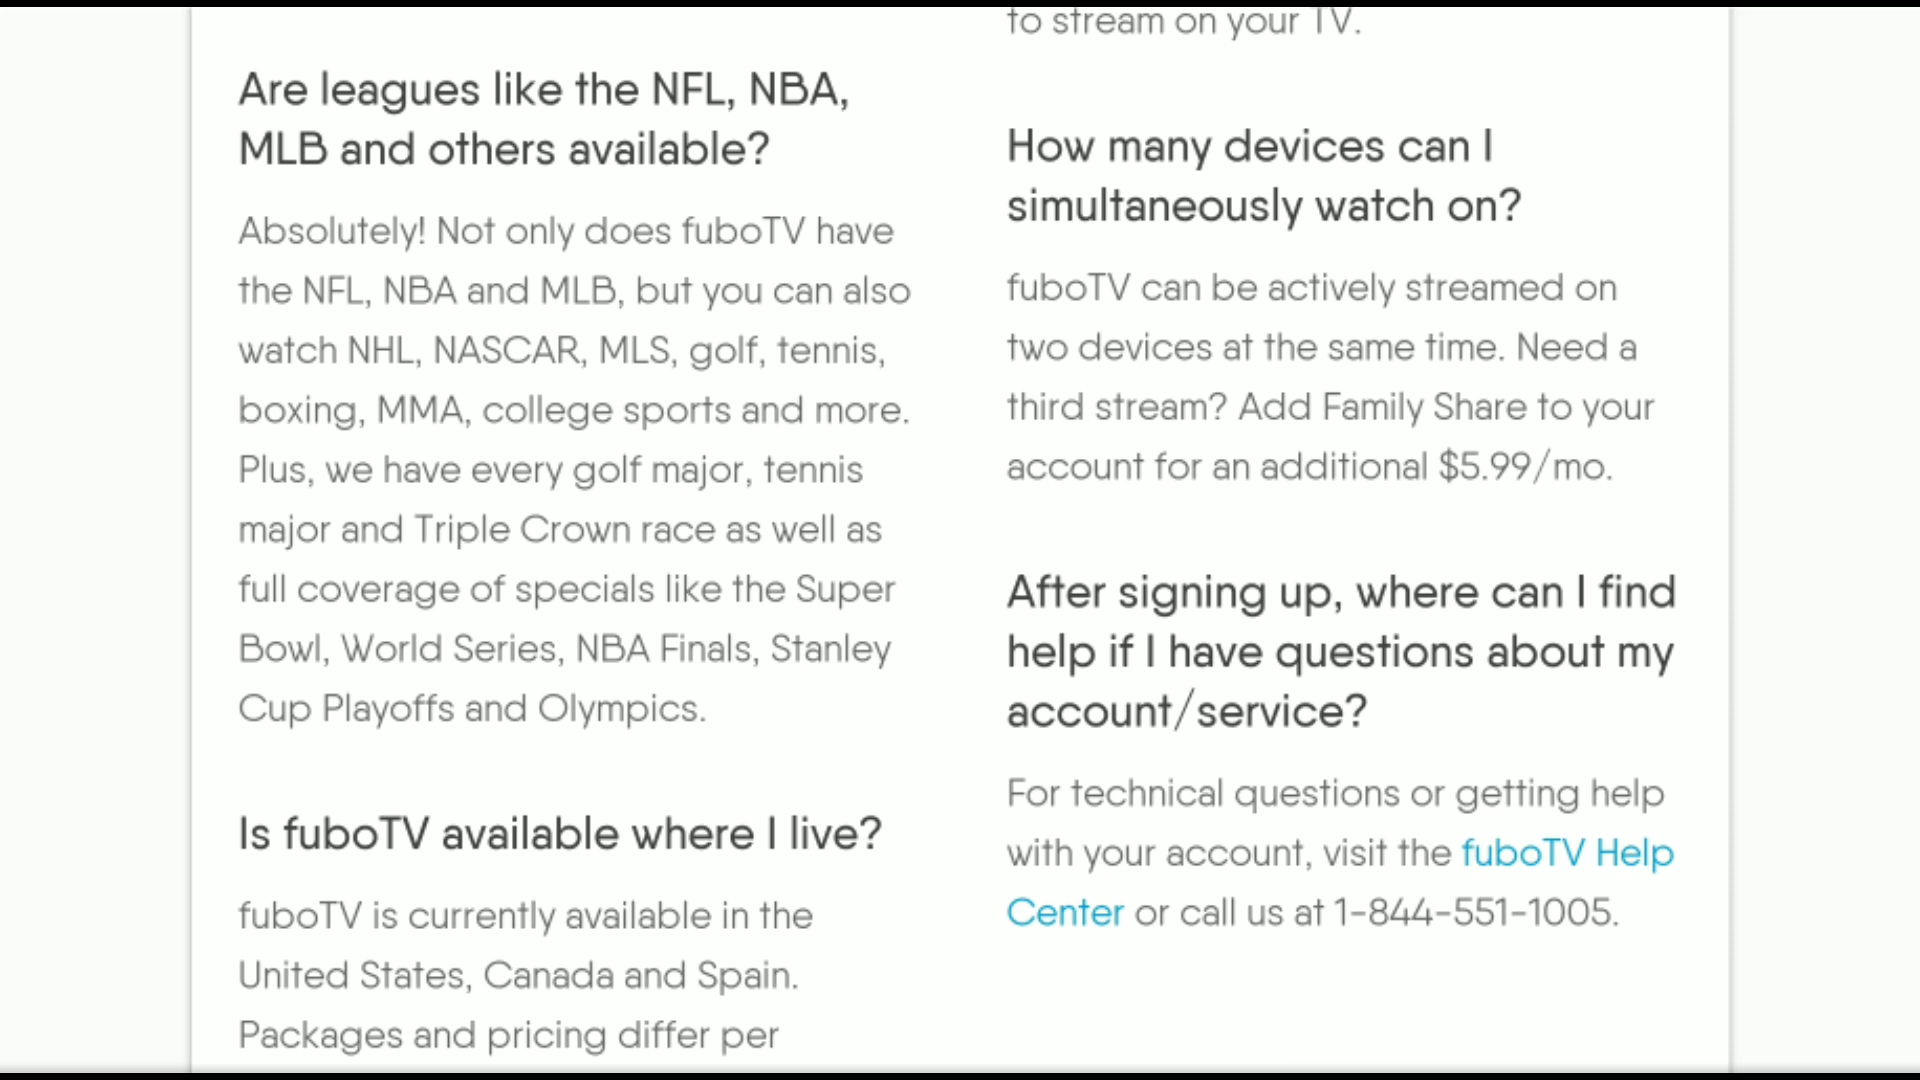 Are leagues like the NFL, NBA,
MLB and others available?
Absolutely! Not only does fuboTV have
the NFL, NBA and MLB, but you can also
watch NHL, NASCAR, MLS, golf, tennis,
boxing, MMA, college sports and more.
Plus, we have every golf major, tennis
major and Triple Crown race as well as
full coverage of specials like the Super
Bowl, World Series, NBA Finals, Stanley
Cup Playoffs and Olympics.
Is fuboTV available where I live?
fuboTV is currently available in the
United States, Canada and Spain.
Packages and pricing differ per
to stream on your TV.
How many devices can I
simultaneously watch on?
fuboTV can be actively streamed on
two devices at the same time. Need a
third stream? Add Family Share to your
account for an additional $5.99/mo.
After signing up, where can I find
help if I have questions about my
account/service?
For technical questions or getting help
with your account, visit the fuboTV Help
Center or call us at 1-844-551-1005.